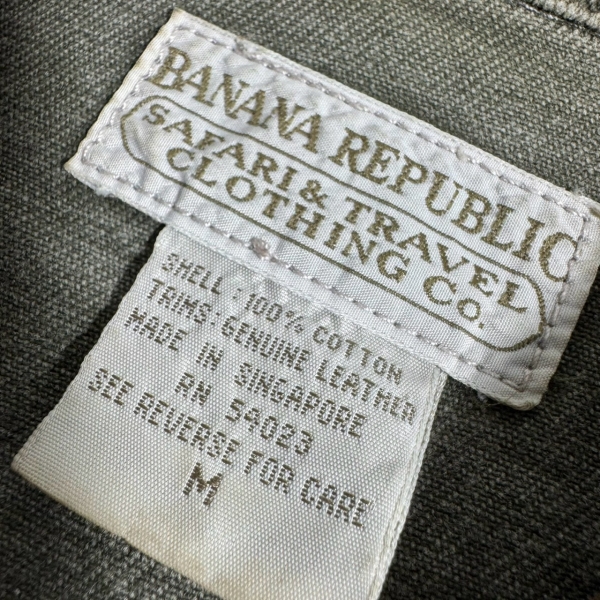 BANANA REPUBLIC
SAFARI & TRAVEL
CLOTHING CO.
SHELL : 100% COTTON
TRIMS: GENUINE LEATHER
MADE IN SINGAPORE
RN 54023
SEE REVERSE FOR CARE
M